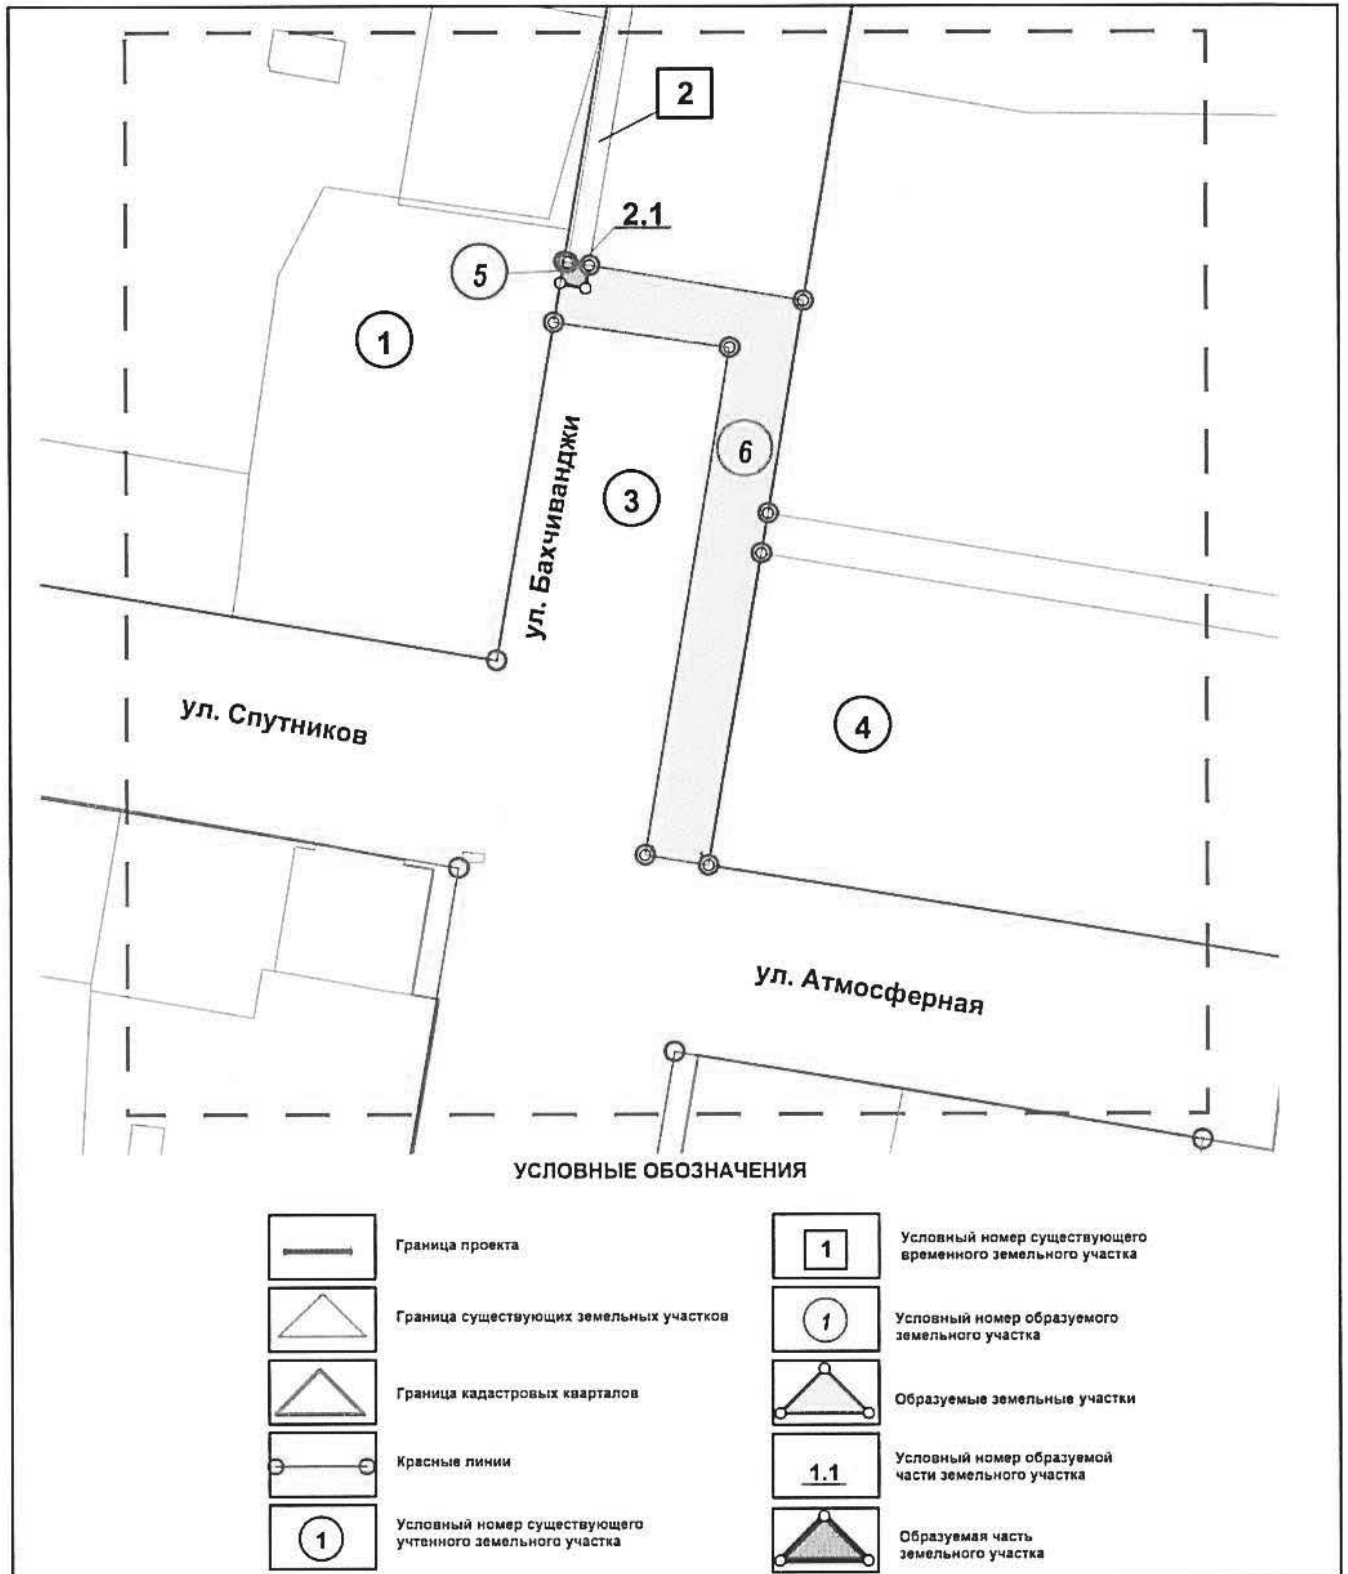 2
2.1
5
1
6
3
ул. Бахчиванджи
ул. Спутников
4
ул. Атмосферная
УСЛОВНЫЕ ОБОЗНАЧЕНИЯ
Граница проекта
Граница существующих земельных участков
Граница кадастровых кварталов
Красные линии
1
Условный номер существующего
учтенного земельного участка
1
Условный номер существующего
временного земельного участка
1
Условный номер образуемого
земельного участка
Образуемые земельные участки
1.1
Условный номер образуемой
части земельного участка
Образуемая часть
земельного участка